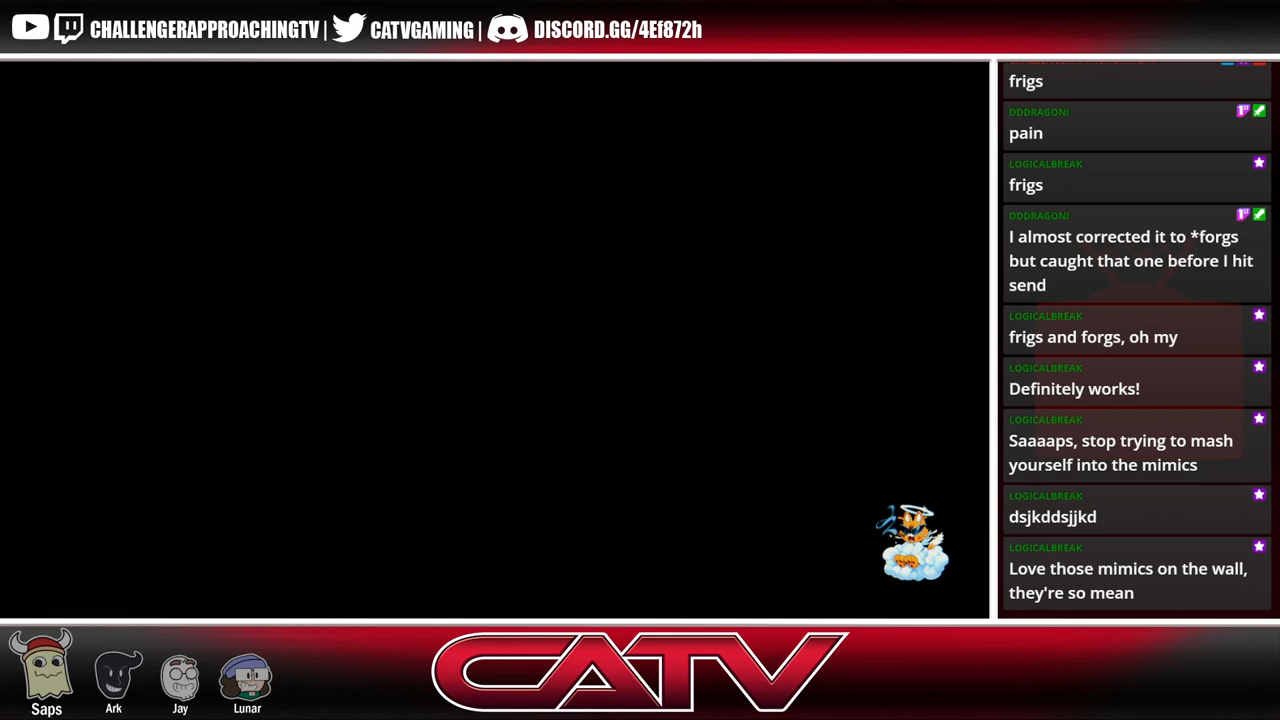 CHALLENGERAPPROACHINGTV | CATVGAMING | DISCORD.GG/4Ef872h
frigs
DDDRAGONI
pain
LOGICALBREAK
frigs
DDDRAGONI
I almost corrected it to *forgs
but caught that one before I hit
send
LOGICALBREAK
frigs and forgs, oh my
LOGICALBREAK
Definitely works!
LOGICALBREAK
Saaaaps, stop trying to mash
yourself into the mimics
LOGICALBREAK
dsjkddsjjkd
LOGICALBREAK
Love those mimics on the wall,
they're so mean
CATV
Saps Ark Jay Lunar